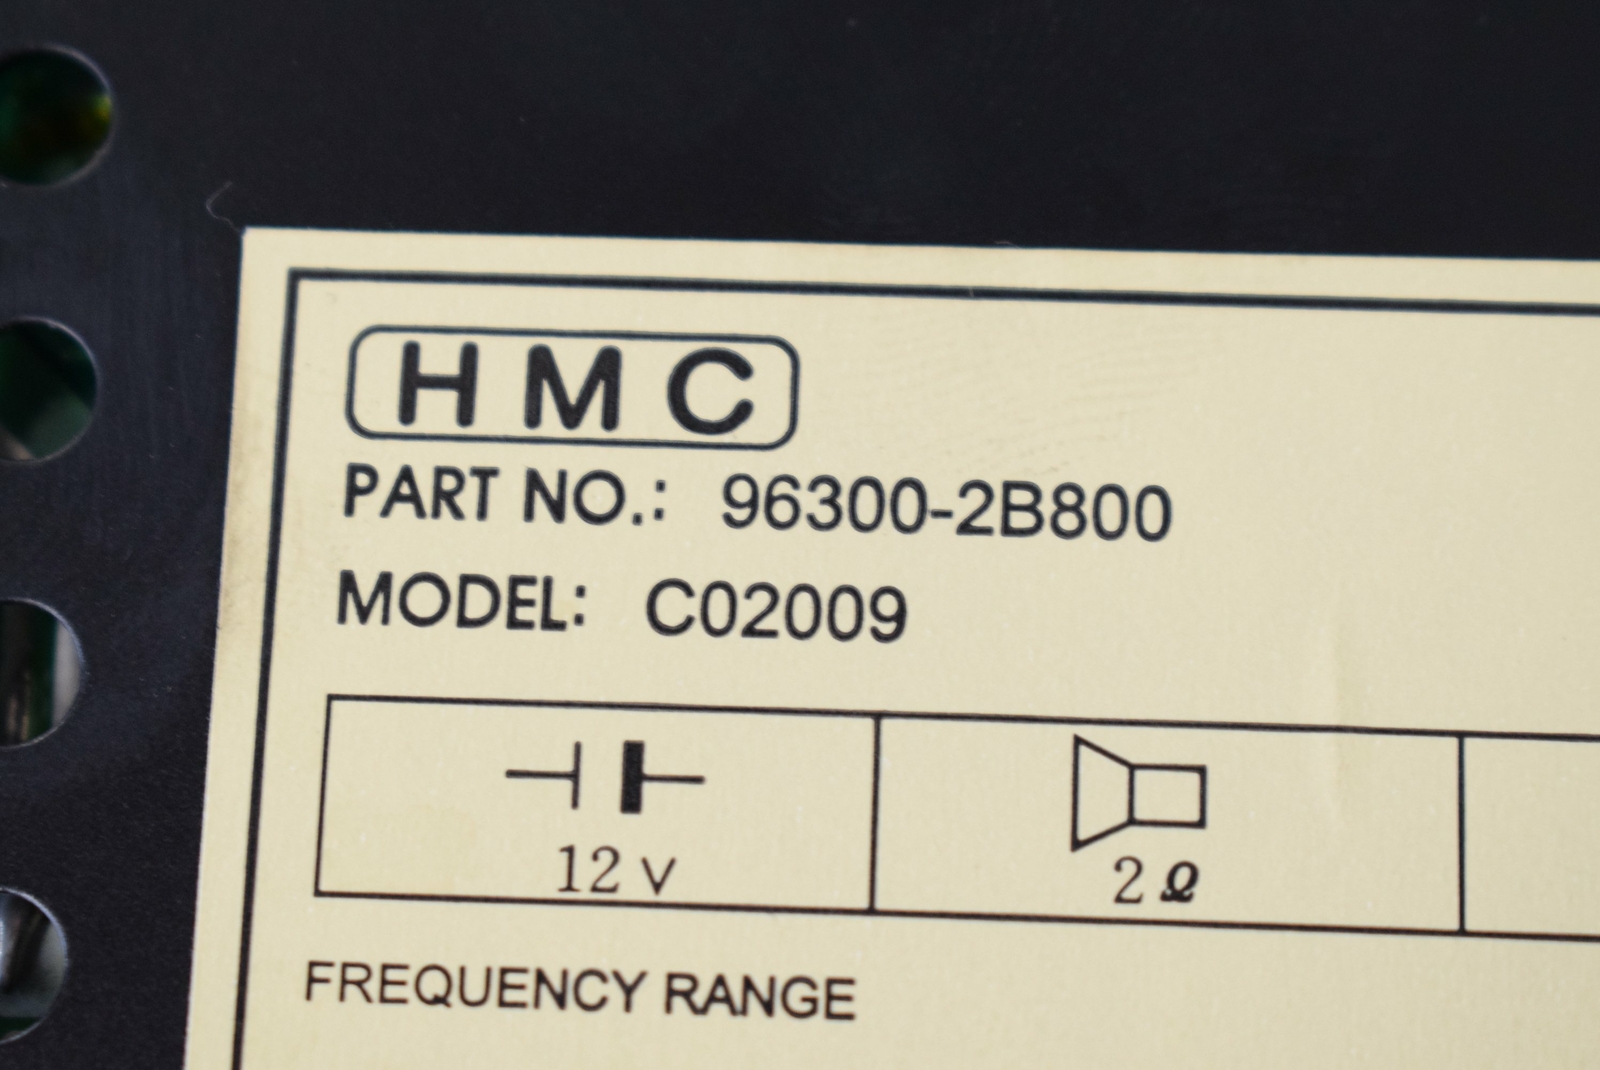 HMC
PART NO.: 96300-2B800
MODEL: C02009
12 V
2 Ω
FREQUENCY RANGE